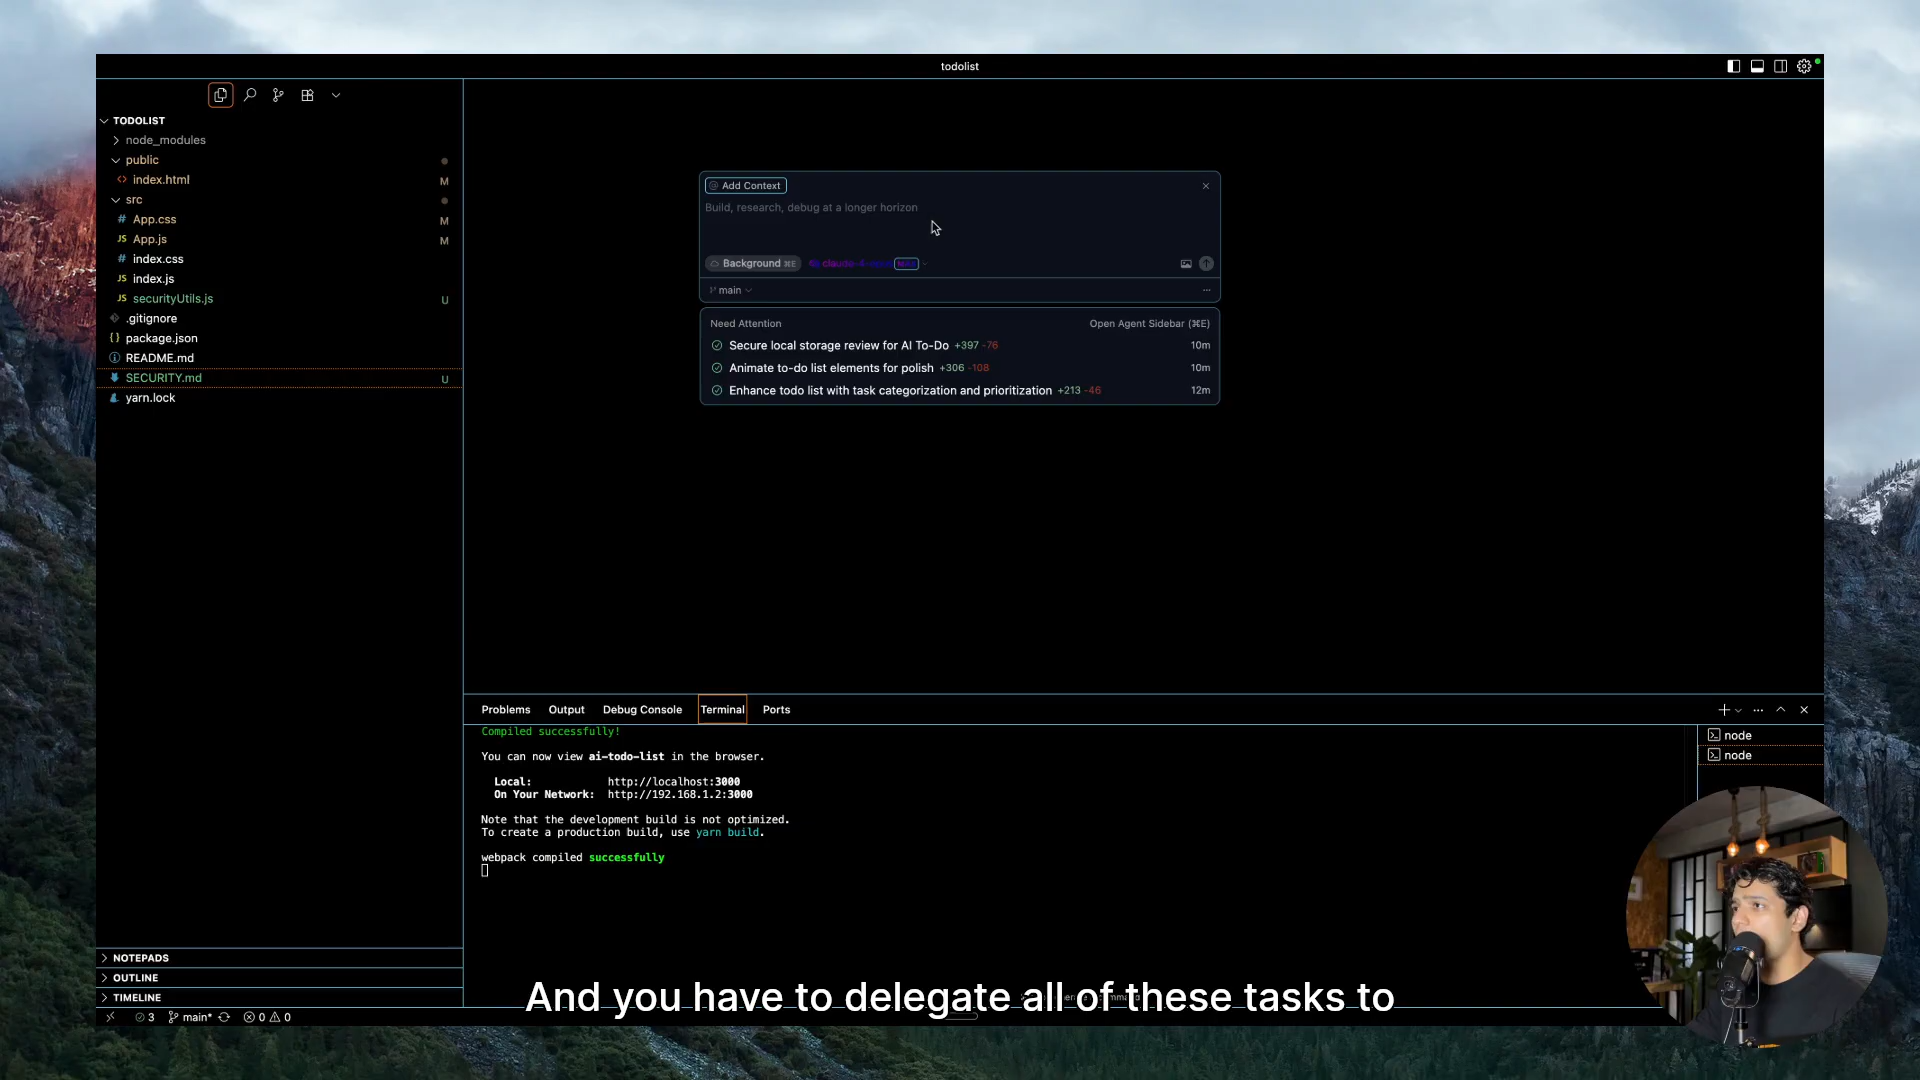 todolist
TODOLIST
node_modules
public
index.html M
src
App.css M
App.js M
index.css
index.js
securityUtils.js U
.gitignore
package.json
README.md
SECURITY.md U
yarn.lock
Add Context
Build, research, debug at a longer horizon
Background ⌘E claude-4-
main
Need Attention Open Agent Sidebar (⌘E)
Secure local storage review for AI To-Do +397 -76 10m
Animate to-do list elements for polish +306 -108 10m
Enhance todo list with task categorization and prioritization +213 -46 12m
Problems Output Debug Console Terminal Ports
Compiled successfully!
You can now view ai-todo-list in the browser.
Local: http://localhost:3000
On Your Network: http://192.168.1.2:3000
Note that the development build is not optimized.
To create a production build, use yarn build.
webpack compiled successfully
node
node
NOTEPADS
OUTLINE
TIMELINE
And you have to delegate all of these tasks to
3 main* 0 0